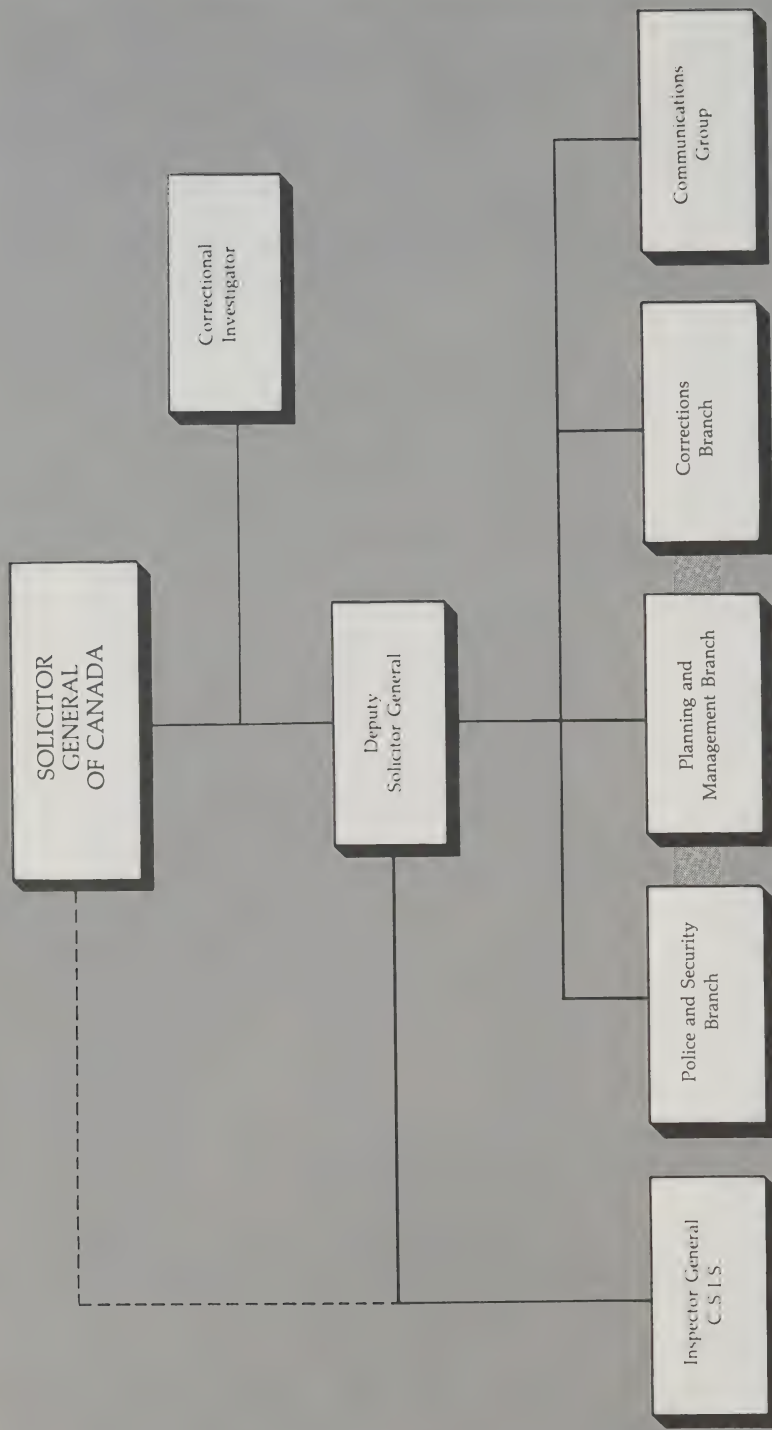 SOLICITOR
GENERAL
OF CANADA
Correctional
Investigator
Deputy
Solicitor General
Inspector General
C.S.I.S.
Police and Security
Branch
Planning and
Management Branch
Corrections
Branch
Communications
Group